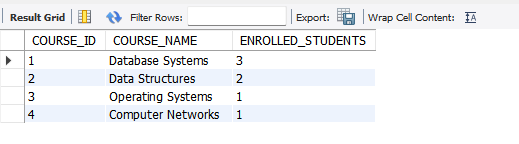 Result Grid Filter Rows: Export: Wrap Cell Content:
COURSE_ID COURSE_NAME ENROLLED_STUDENTS
1 Database Systems 3
2 Data Structures 2
3 Operating Systems 1
4 Computer Networks 1